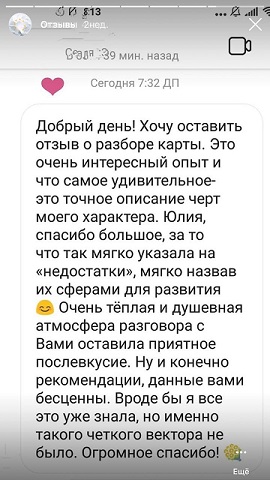 8:13
Отзывы 2нед.
39 мин. назад
Сегодня 7:32 ДП
Добрый день! Хочу оставить
отзыв о разборе карты. Это
очень интересный опыт и
что самое удивительное-
это точное описание черт
моего характера. Юлия,
спасибо большое, за то
что так мягко указала на
«недостатки», мягко назвав
их сферами для развития
😊 Очень тёплая и душевная
атмосфера разговора с
Вами оставила приятное
послевкусие. Ну и конечно
рекомендации, данные вами
бесценны. Вроде бы я все
это уже знала, но именно
такого четкого вектора не
было. Огромное спасибо! 💐
Ещё